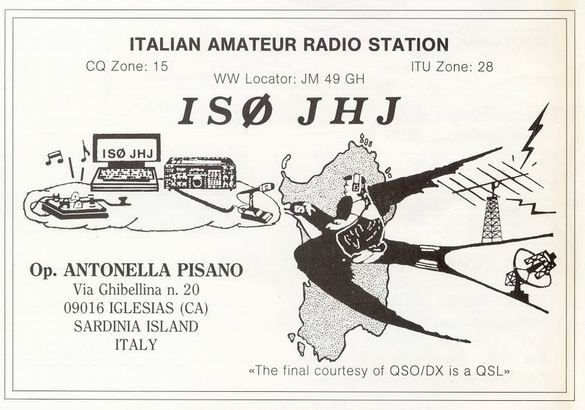 ITALIAN AMATEUR RADIO STATION
CQ Zone: 15
ITU Zone: 28
WW Locator: JM 49 GH
ISØ JHJ
ISØ JHJ
Op. ANTONELLA PISANO
Via Ghibellina n. 20
09016 IGLESIAS (CA)
SARDINIA ISLAND
ITALY
«The final courtesy of QSO/DX is a QSL»